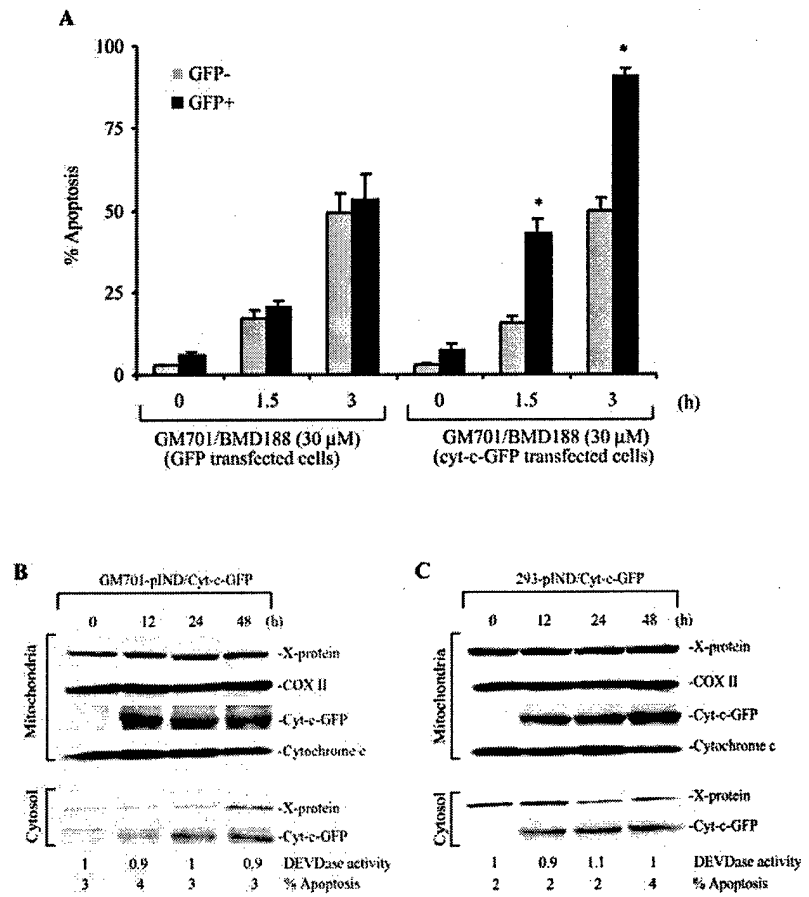 A
100
75
50
25
0
% Apoptosis
GFP-
GFP+
*
*
0 1.5 3 0 1.5 3 (h)
GM701/BMD188 (30 µM)
(GFP transfected cells)
GM701/BMD188 (30 µM)
(cyt-c-GFP transfected cells)
B
GM701-pIND/Cyt-c-GFP
0 12 24 48 (h)
Mitochondria
-X-protein
-COX II
-Cyt-c-GFP
-Cytochrome c
Cytosol
-X-protein
-Cyt-c-GFP
1 0.9 1 0.9 DEVDase activity
3 4 3 3 % Apoptosis
C
293-pIND/Cyt-c-GFP
0 12 24 48 (h)
Mitochondria
-X-protein
-COX II
-Cyt-c-GFP
-Cytochrome c
Cytosol
-X-protein
-Cyt-c-GFP
1 0.9 1.1 1 DEVDase activity
2 2 2 4 % Apoptosis